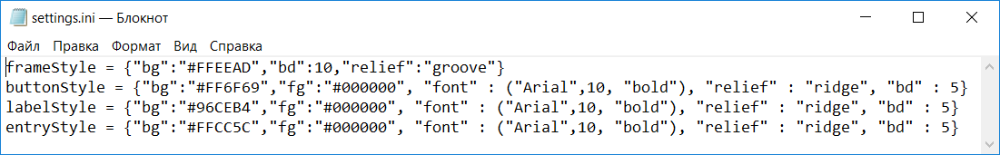 settings.ini — Блокнот
Файл Правка Формат Вид Справка
frameStyle = {"bg":"#FFEEAD","bd":10,"relief":"groove"}
buttonStyle = {"bg":"#FF6F69","fg":"#000000", "font" : ("Arial",10, "bold"), "relief" : "ridge", "bd" : 5}
labelStyle = {"bg":"#96CEB4","fg":"#000000", "font" : ("Arial",10, "bold"), "relief" : "ridge", "bd" : 5}
entryStyle = {"bg":"#FFCC5C","fg":"#000000", "font" : ("Arial",10, "bold"), "relief" : "ridge", "bd" : 5}